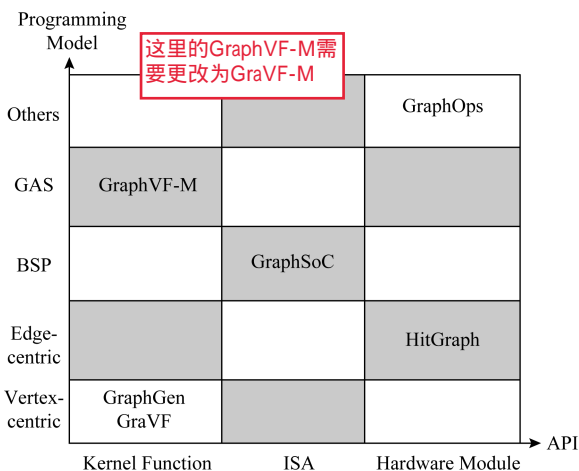 Programming
Model
这里的GraphVF-M需
要更改为GraVF-M
Others
GraphOps
GAS
GraphVF-M
BSP
GraphSoC
Edge-
centric
HitGraph
Vertex-
centric
GraphGen
GraVF
API
Kernel Function
ISA
Hardware Module